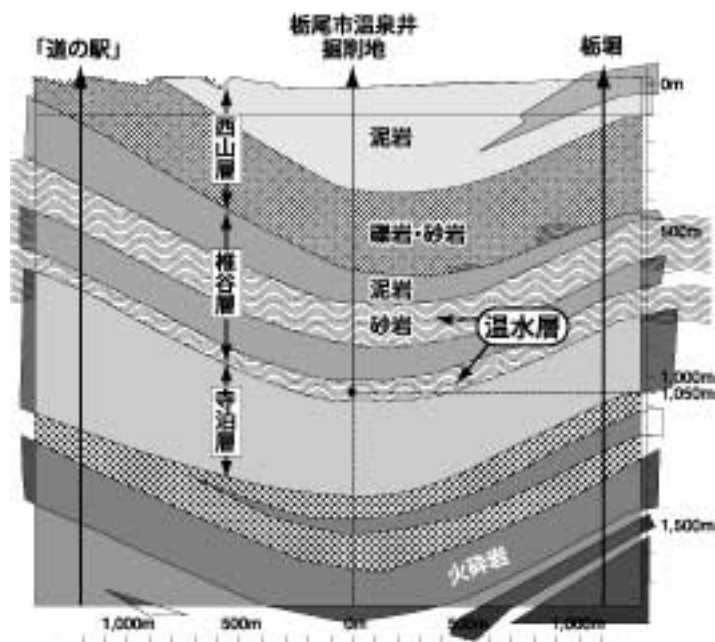 「道の駅」
栃尾市温泉井
掘削地
栃堀
0m
西山層
泥岩
礫岩・砂岩
500m
椎谷層
泥岩
砂岩
温水層
1,000m
1,050m
寺泊層
1,500m
火砕岩
1,000m
500m
0m
500m
1,000m